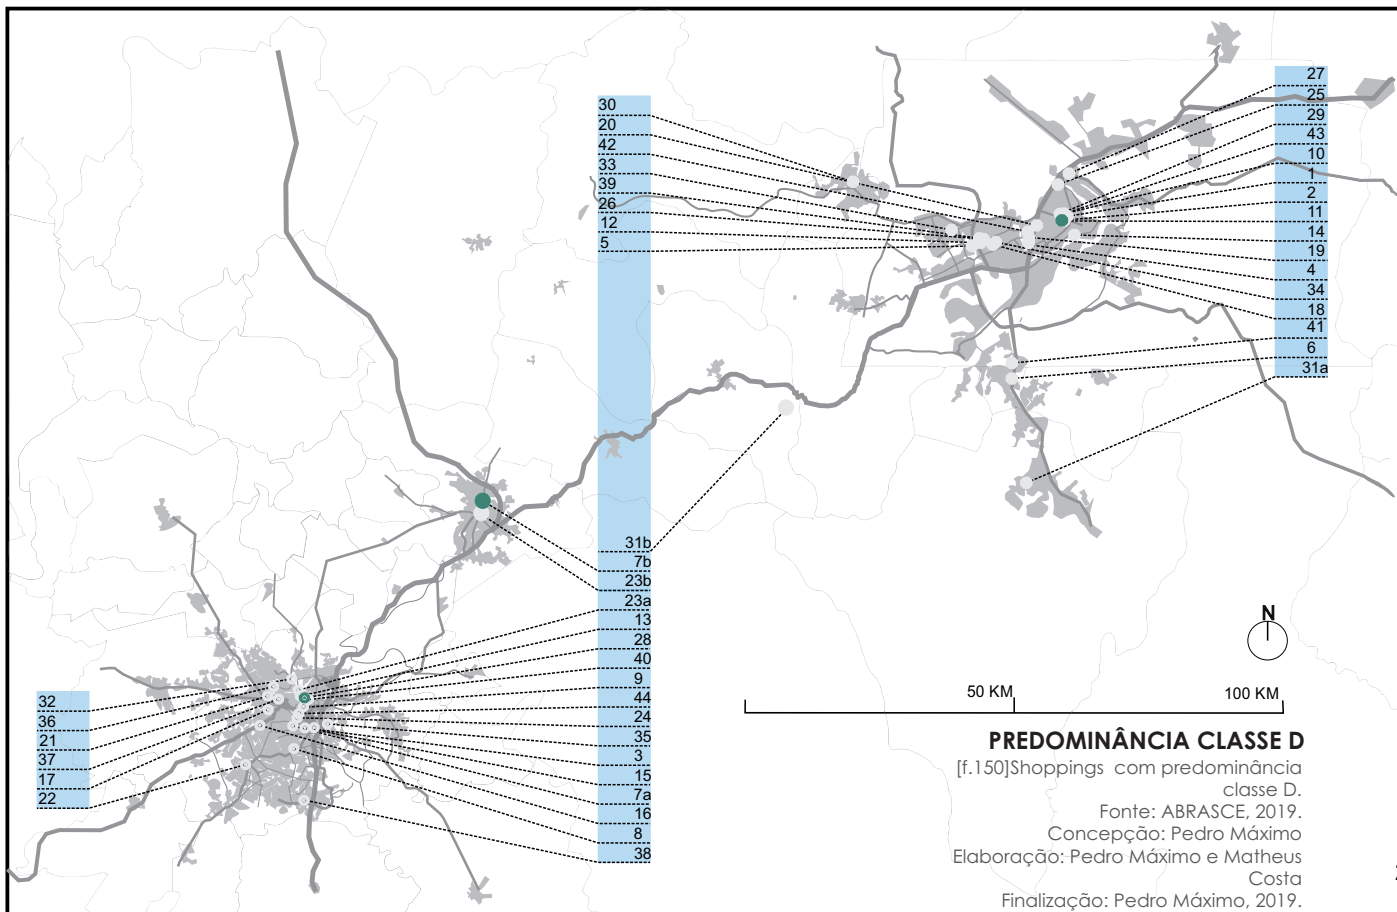 30
20
42
33
39
26
12
5
27
25
29
43
10
1
2
11
14
19
4
34
18
41
6
31a
31b
7b
23b
23a
13
28
40
9
44
24
35
3
15
7a
16
8
38
32
36
21
37
17
22
N
50 KM
100 KM
PREDOMINÂNCIA CLASSE D
[f.150]Shoppings com predominância
classe D.
Fonte: ABRASCE, 2019.
Concepção: Pedro Máximo
Elaboração: Pedro Máximo e Matheus
Costa
Finalização: Pedro Máximo, 2019.